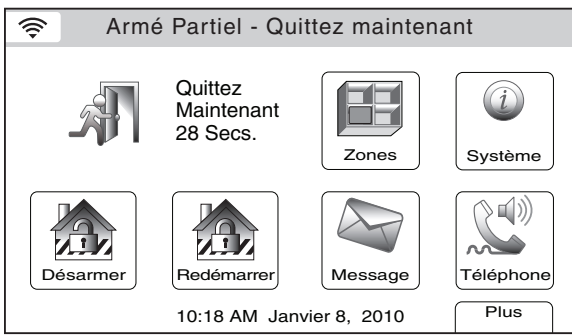 Armé Partiel - Quittez maintenant
Quittez
Maintenant
28 Secs.
Zones
Système
Désarmer
Redémarrer
Message
Téléphone
10:18 AM Janvier 8, 2010
Plus